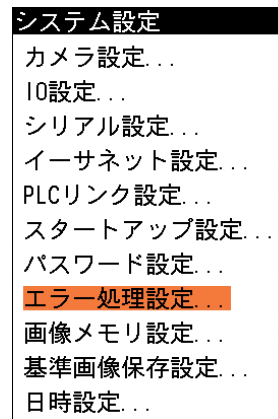 システム設定
カメラ設定...
IO設定...
シリアル設定...
イーサネット設定...
PLCリンク設定...
スタートアップ設定...
パスワード設定...
エラー処理設定...
画像メモリ設定...
基準画像保存設定...
日時設定...